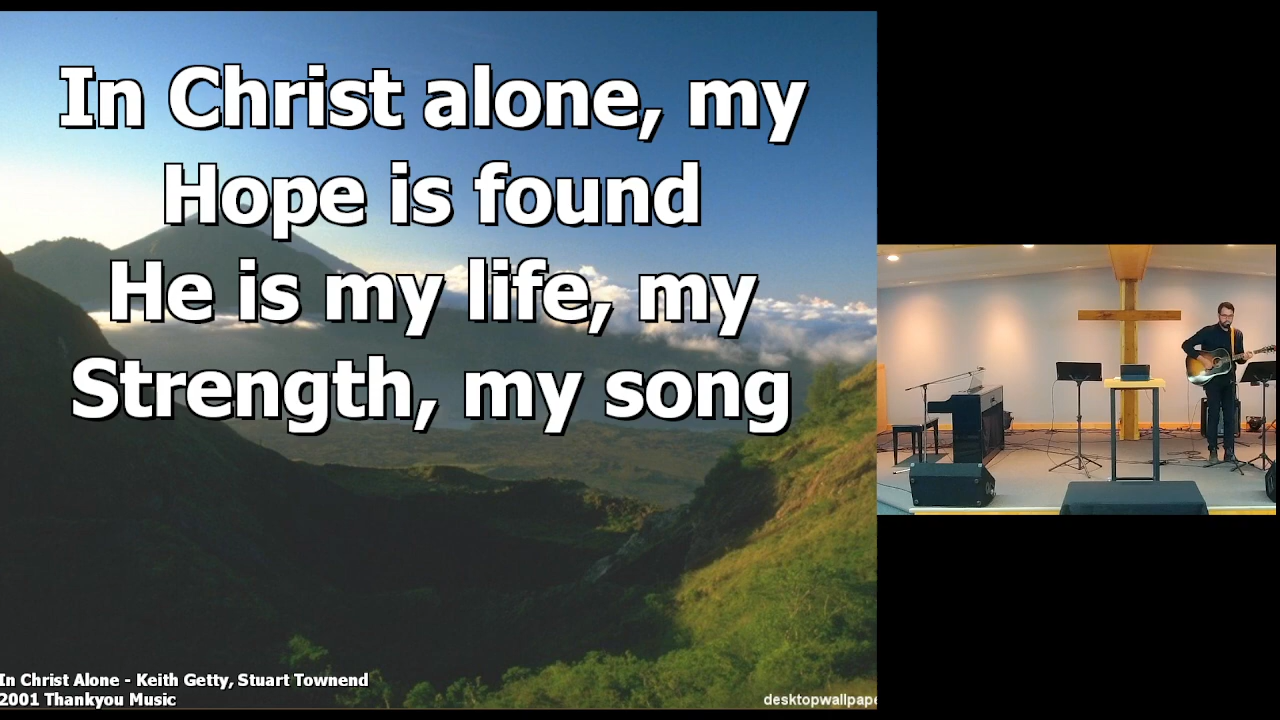 In Christ alone, my
Hope is found
He is my life, my
Strength, my song
In Christ Alone - Keith Getty, Stuart Townend
2001 Thankyou Music
desktopwallpape